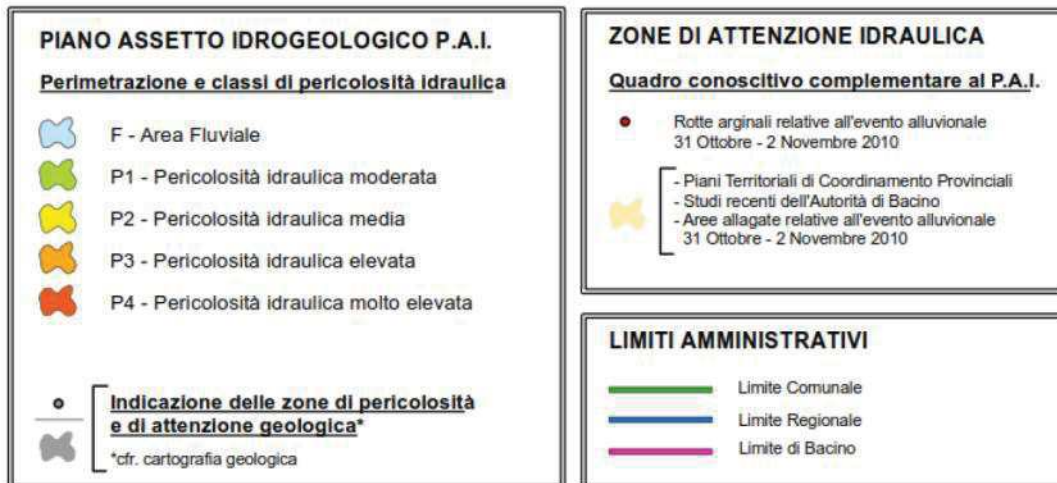 PIANO ASSETTO IDROGEOLOGICO P.A.I.
Perimetrazione e classi di pericolosità idraulica
F - Area Fluviale
P1 - Pericolosità idraulica moderata
P2 - Pericolosità idraulica media
P3 - Pericolosità idraulica elevata
P4 - Pericolosità idraulica molto elevata
Indicazione delle zone di pericolosità
e di attenzione geologica*
*cfr. cartografia geologica
ZONE DI ATTENZIONE IDRAULICA
Quadro conoscitivo complementare al P.A.I.
Rotte arginali relative all'evento alluvionale
31 Ottobre - 2 Novembre 2010
- Piani Territoriali di Coordinamento Provinciali
- Studi recenti dell'Autorità di Bacino
- Aree allagate relative all'evento alluvionale
31 Ottobre - 2 Novembre 2010
LIMITI AMMINISTRATIVI
Limite Comunale
Limite Regionale
Limite di Bacino